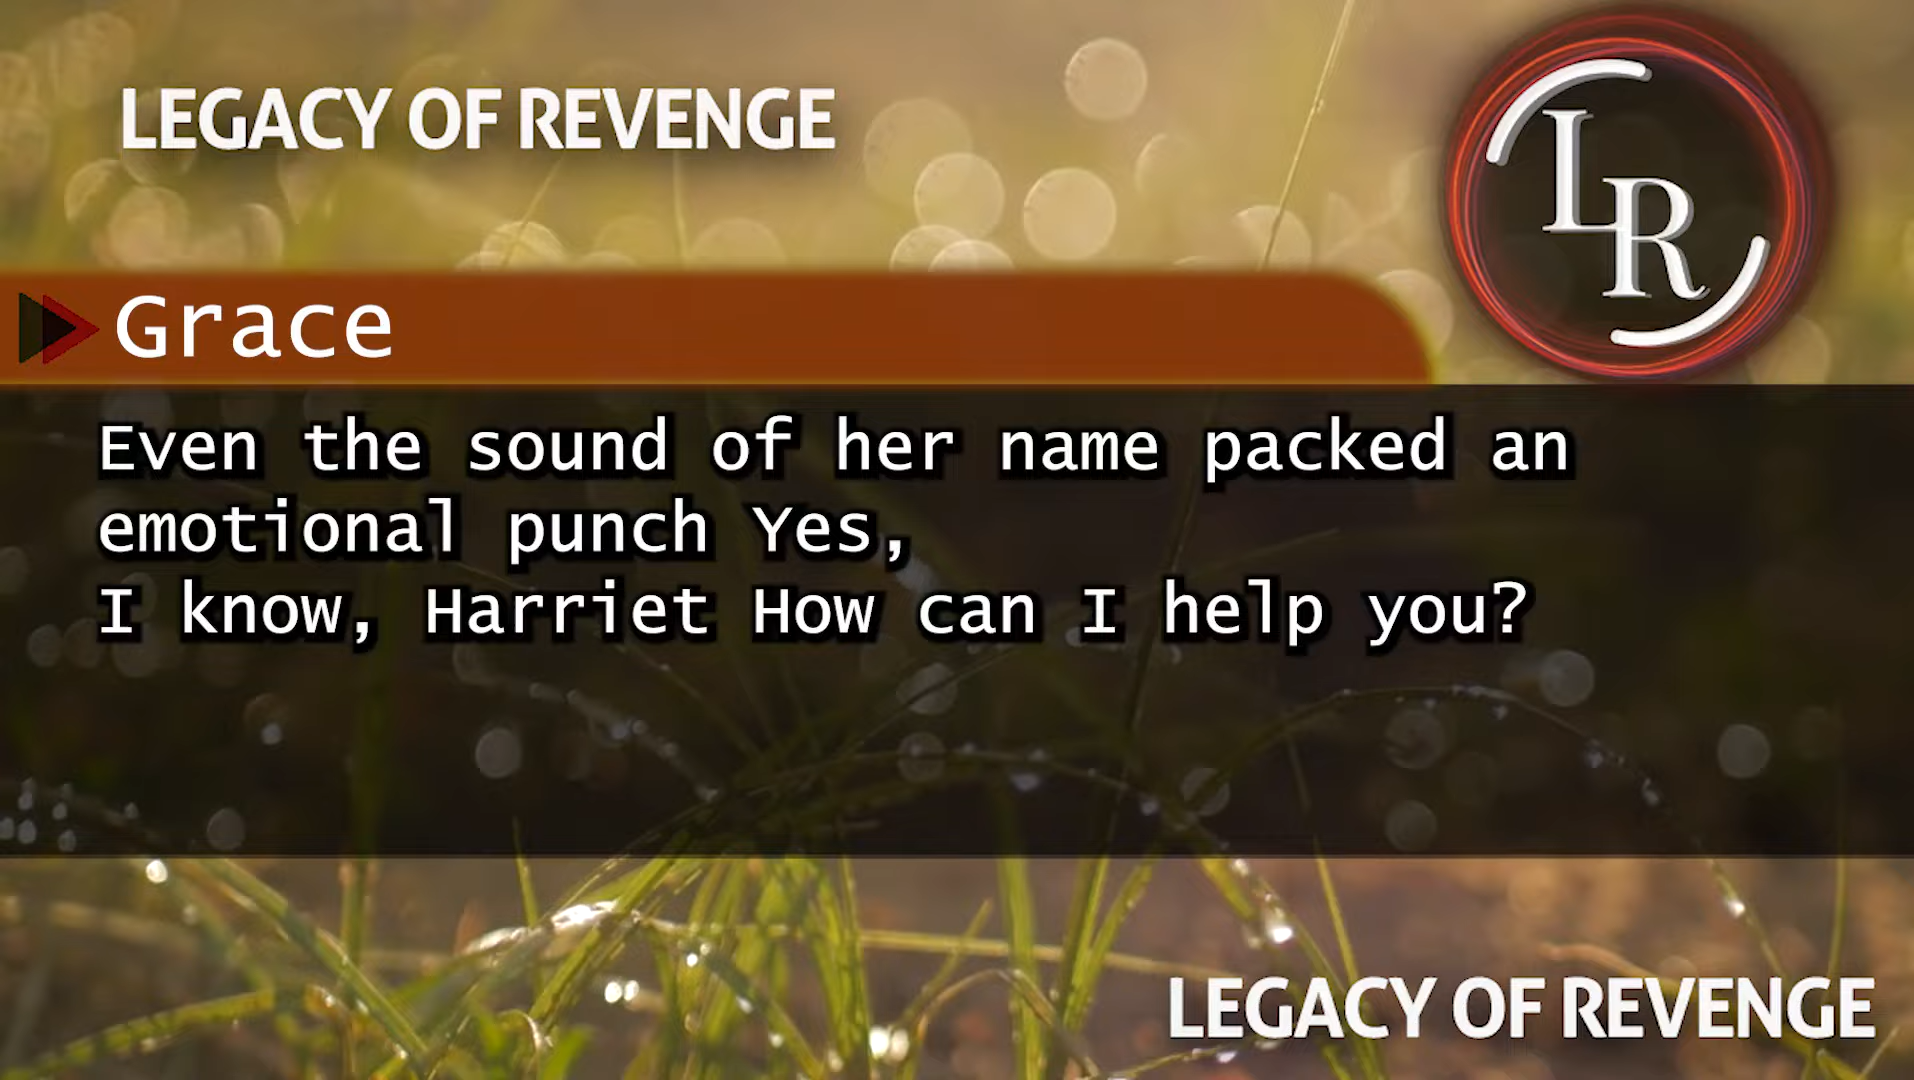 LEGACY OF REVENGE
LR
Grace
Even the sound of her name packed an
emotional punch Yes,
I know, Harriet How can I help you?
LEGACY OF REVENGE